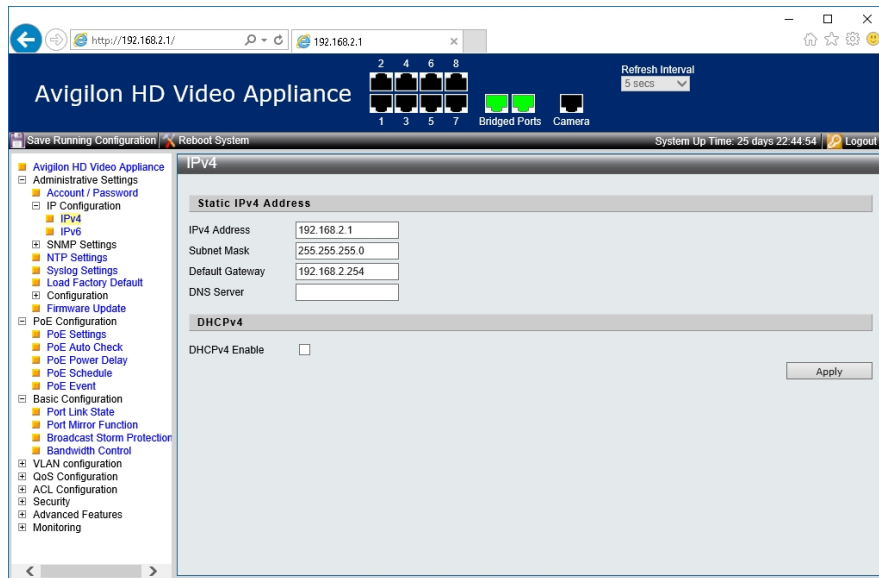 http://192.168.2.1/
192.168.2.1
Avigilon HD Video Appliance
2 4 6 8
1 3 5 7 Bridged Ports Camera
Refresh Interval
5 secs
Save Running Configuration Reboot System System Up Time: 25 days 22:44:54 Logout
Avigilon HD Video Appliance
Administrative Settings
Account / Password
IP Configuration
IPv4
IPv6
SNMP Settings
NTP Settings
Syslog Settings
Load Factory Default
Configuration
Firmware Update
PoE Configuration
PoE Settings
PoE Auto Check
PoE Power Delay
PoE Schedule
PoE Event
Basic Configuration
Port Link State
Port Mirror Function
Broadcast Storm Protection
Bandwidth Control
VLAN configuration
QoS Configuration
ACL Configuration
Security
Advanced Features
Monitoring
IPv4
Static IPv4 Address
IPv4 Address 192.168.2.1
Subnet Mask 255.255.255.0
Default Gateway 192.168.2.254
DNS Server
DHCPv4
DHCPv4 Enable
Apply